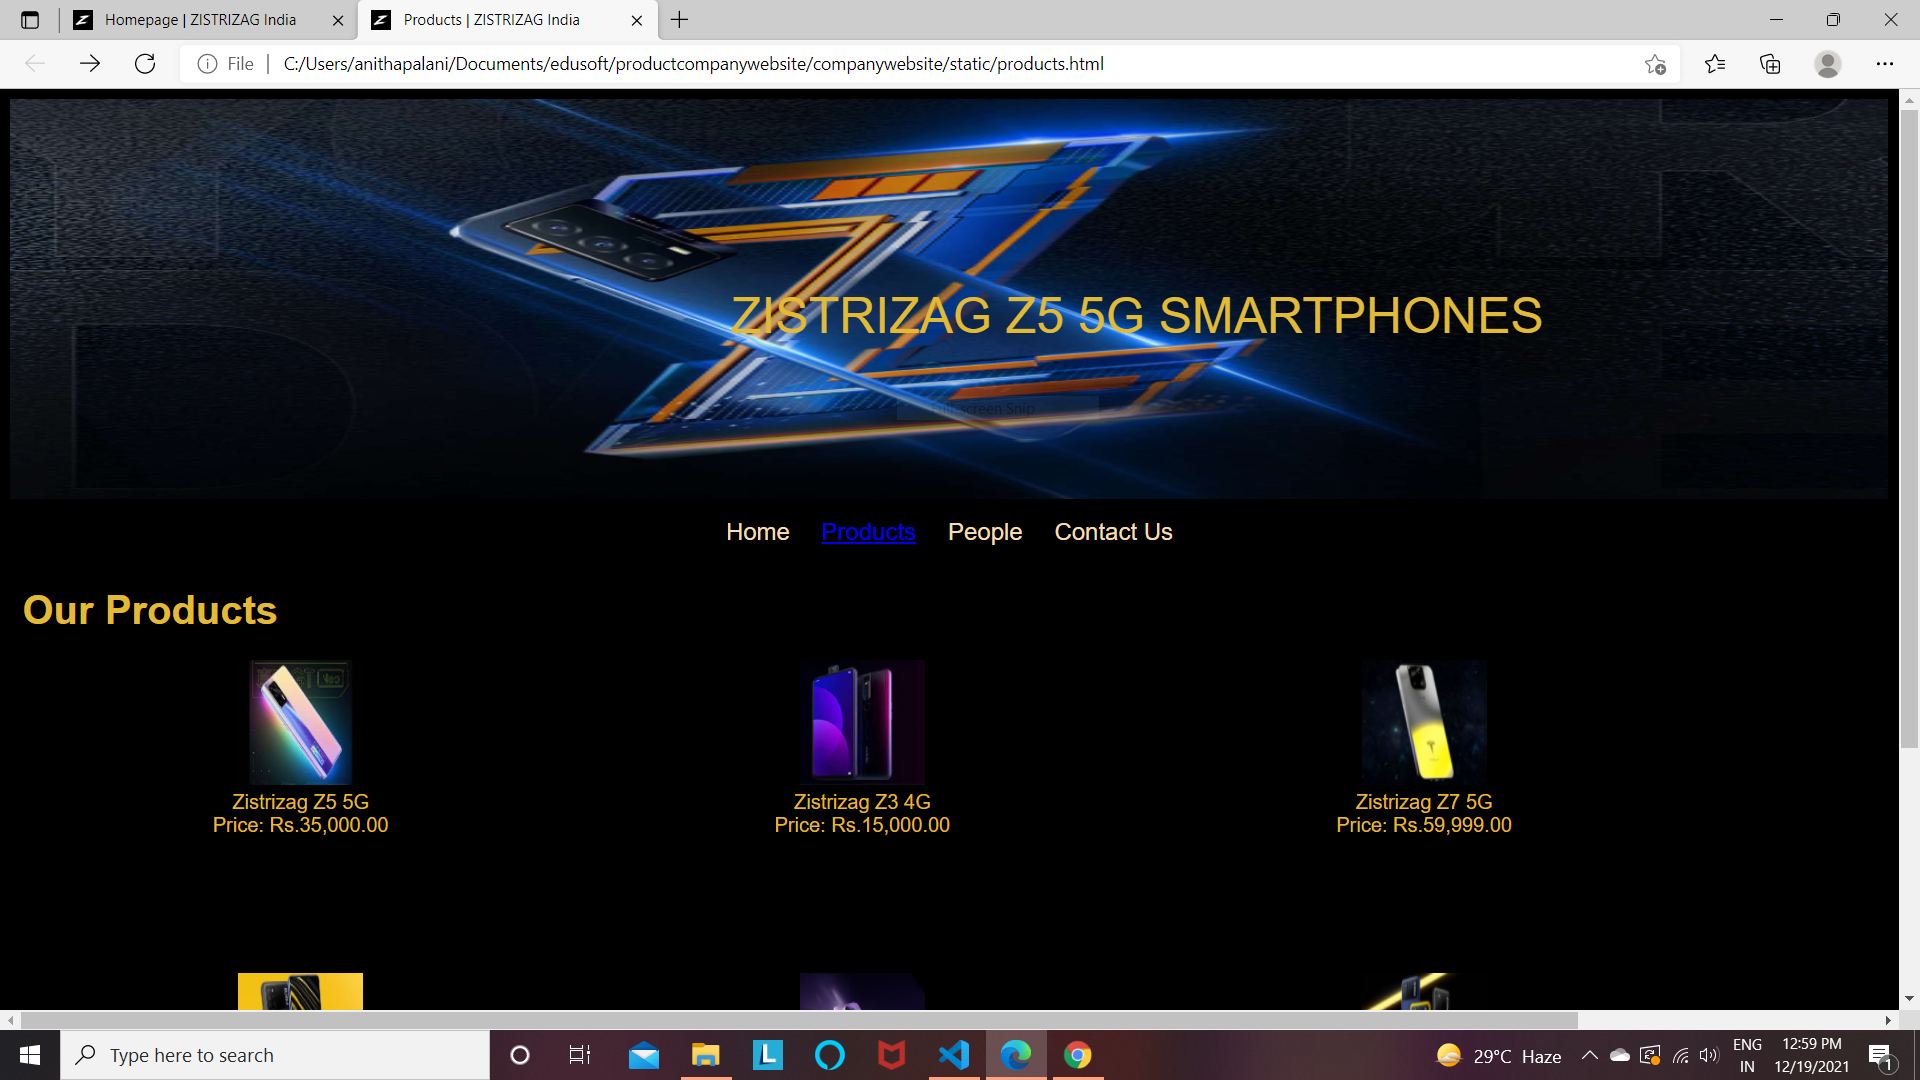 Homepage | ZISTRIZAG India
Products | ZISTRIZAG India
File
C:/Users/anithapalani/Documents/edusoft/productcompanywebsite/companywebsite/static/products.html
ZISTRIZAG Z5 5G SMARTPHONES
Home Products People Contact Us
Our Products
Zistrizag Z5 5G
Price: Rs.35,000.00
Zistrizag Z3 4G
Price: Rs.15,000.00
Zistrizag Z7 5G
Price: Rs.59,999.00
Type here to search
29°C Haze
ENG
IN
12:59 PM
12/19/2021
1